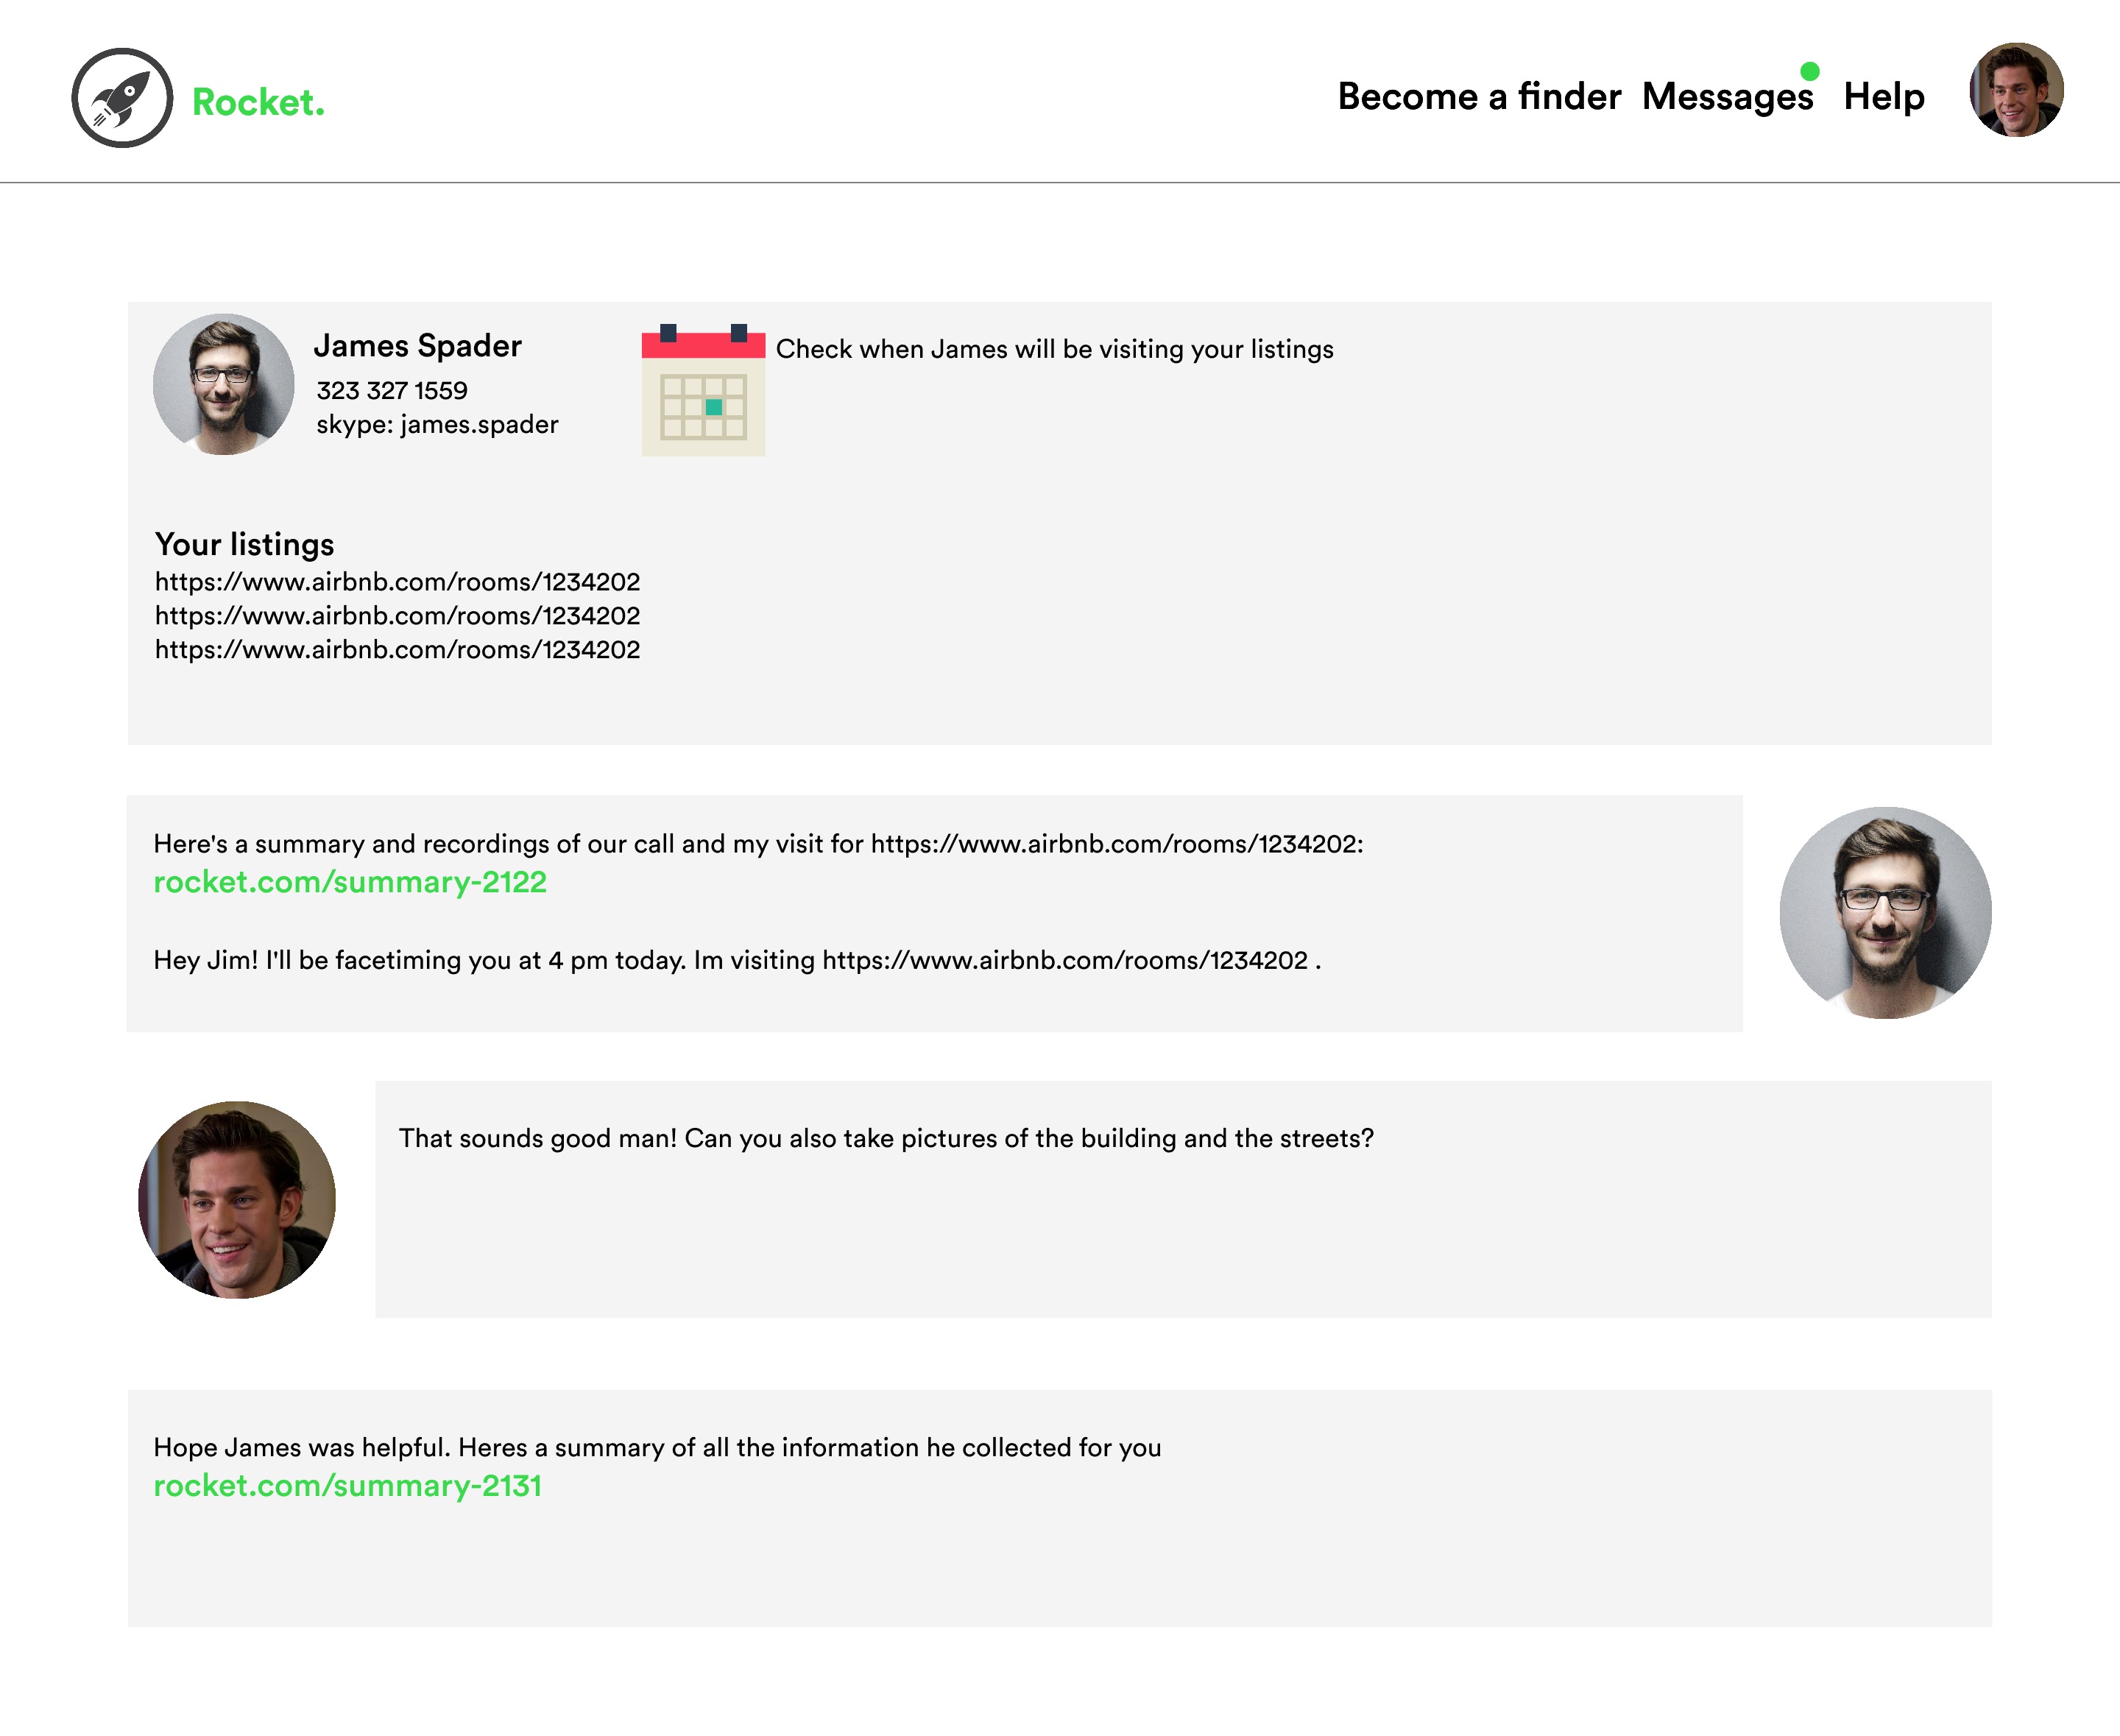 Rocket.
Become a finder Messages Help
James Spader
323 327 1559
skype: james.spader
Check when James will be visiting your listings
Your listings
https://www.airbnb.com/rooms/1234202
https://www.airbnb.com/rooms/1234202
https://www.airbnb.com/rooms/1234202
Here's a summary and recordings of our call and my visit for https://www.airbnb.com/rooms/1234202:
rocket.com/summary-2122
Hey Jim! I'll be facetiming you at 4 pm today. Im visiting https://www.airbnb.com/rooms/1234202 .
That sounds good man! Can you also take pictures of the building and the streets?
Hope James was helpful. Heres a summary of all the information he collected for you
rocket.com/summary-2131